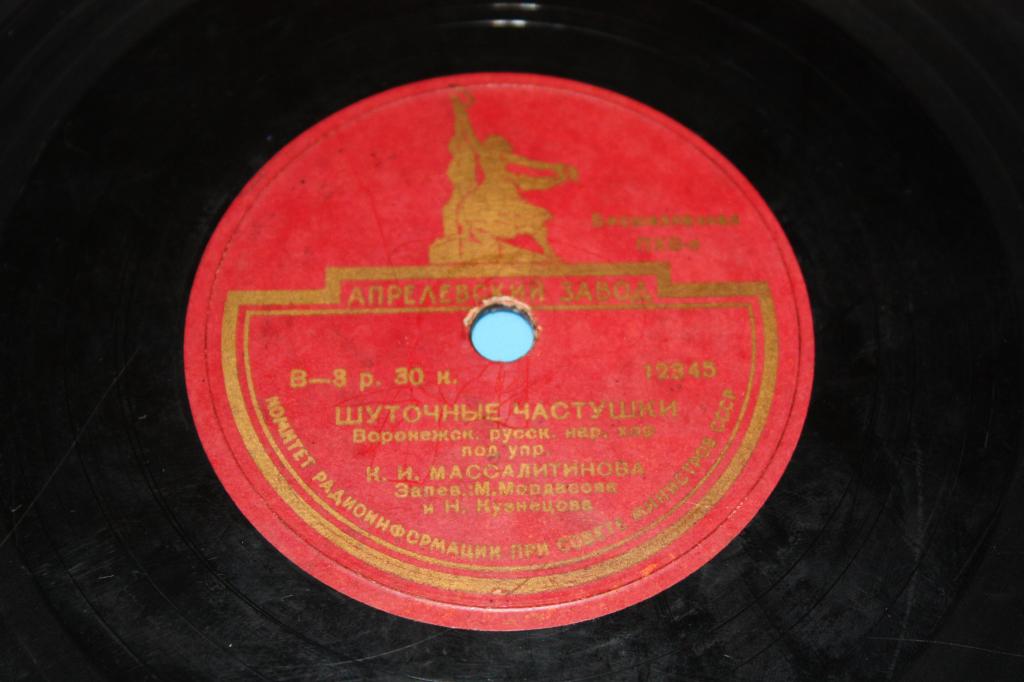 АПРЕЛЕВСКИЙ ЗАВОД
В—3 р. 30 к.
12345
ШУТОЧНЫЕ ЧАСТУШКИ
Воронежск. русск. нар. хор
под упр.
К. И. МАССАЛИТИНОВА
Запев.: М. Мордасова
и Н. Кузнецова
КОМИТЕТ РАДИОИНФОРМАЦИИ ПРИ СОВЕТЕ МИНИСТРОВ СССР